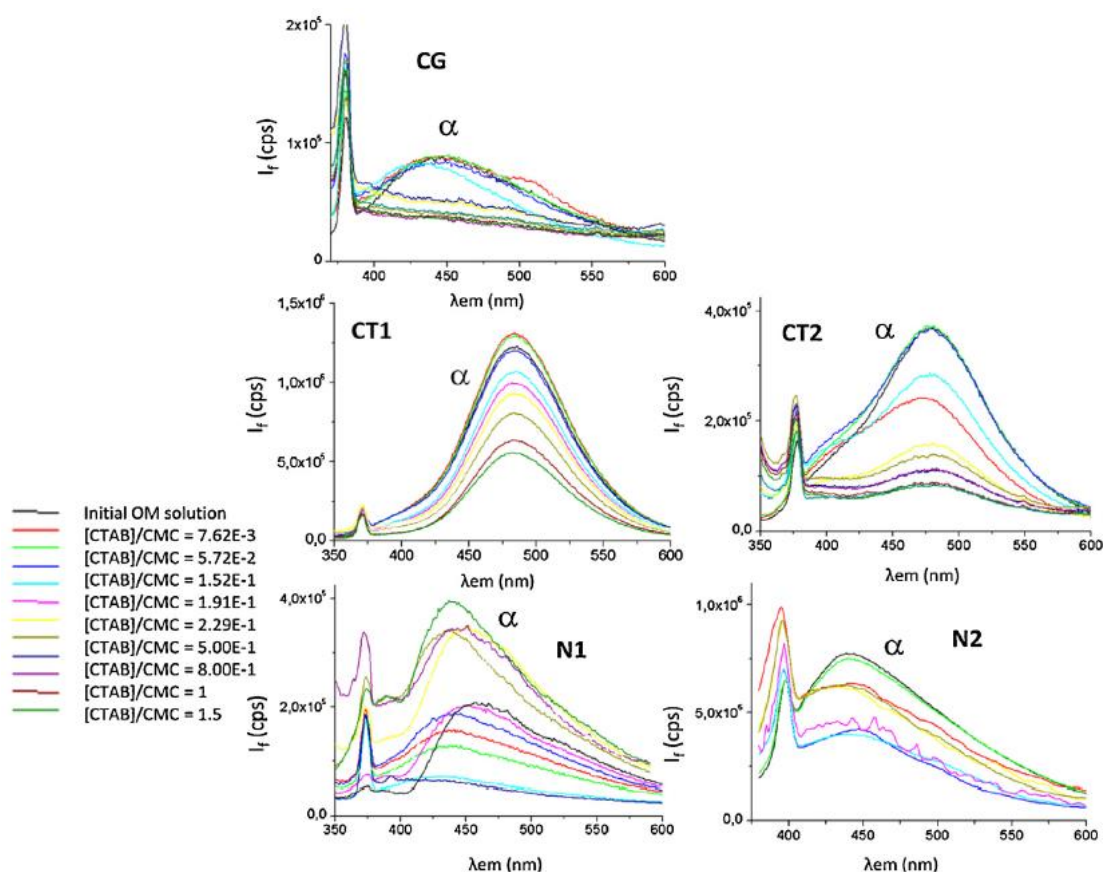 2x10⁵
CG
α
1x10⁵
0
If (cps)
400 450 500 550 600
λem (nm)
1,5x10⁶
CT1
α
1,0x10⁶
5,0x10⁵
0,0
If (cps)
350 400 450 500 550 600
λem (nm)
4,0x10⁵
CT2
α
2,0x10⁵
0,0
If (cps)
350 400 450 500 550 600
λem (nm)
Initial OM solution
[CTAB]/CMC = 7.62E-3
[CTAB]/CMC = 5.72E-2
[CTAB]/CMC = 1.52E-1
[CTAB]/CMC = 1.91E-1
[CTAB]/CMC = 2.29E-1
[CTAB]/CMC = 5.00E-1
[CTAB]/CMC = 8.00E-1
[CTAB]/CMC = 1
[CTAB]/CMC = 1.5
4,0x10⁵
α
N1
2,0x10⁵
0,0
If (cps)
350 400 450 500 550 600
λem (nm)
1,0x10⁶
α
N2
5,0x10⁵
0,0
If (cps)
400 450 500 550 600
λem (nm)